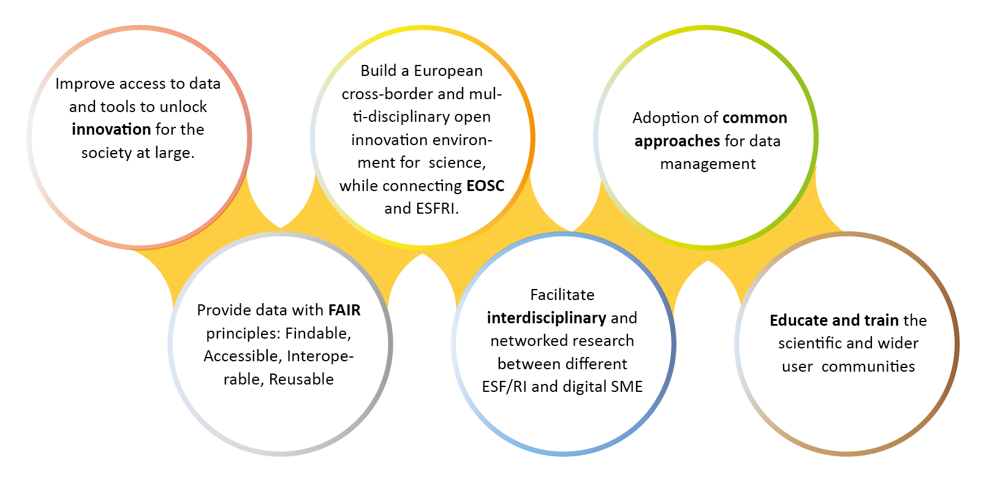 Improve access to data
and tools to unlock
innovation for the
society at large.
Provide data with FAIR
principles: Findable,
Accessible, Interope-
rable, Reusable
Build a European
cross-border and mul-
ti-disciplinary open
innovation environ-
ment for  science,
while connecting EOSC
and ESFRI.
Facilitate
interdisciplinary and
networked research
between different
ESF/RI and digital SME
Adoption of common
approaches for data
management
Educate and train the
scientific and wider
user  communities